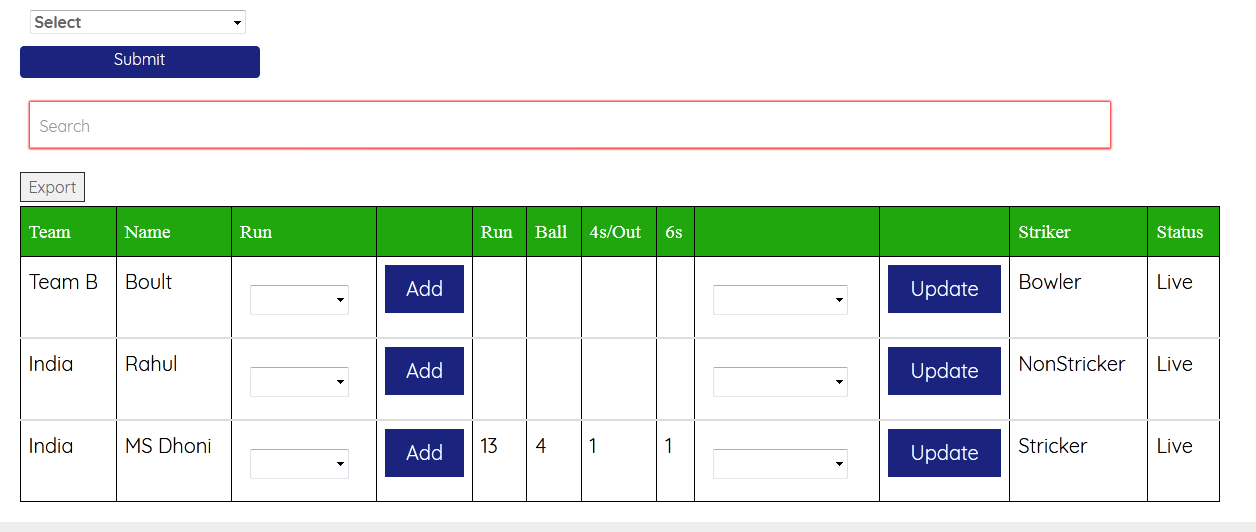 Select
Submit
Search
Export
Team Name Run Run Ball 4s/Out 6s Striker Status
Team B Boult Add Update Bowler Live
India Rahul Add Update NonStricker Live
India MS Dhoni Add 13 4 1 1 Update Stricker Live